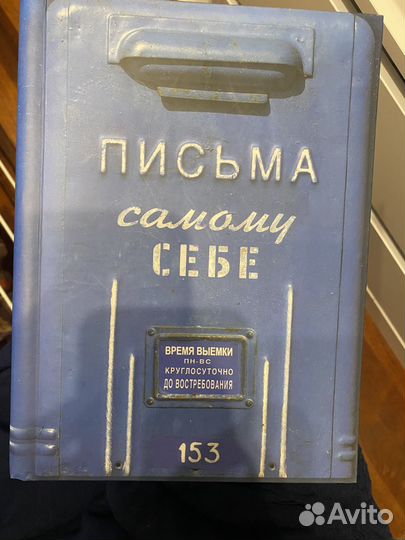 ПИСЬМА
самому
СЕБЕ
ВРЕМЯ ВЫЕМКИ
ПН-ВС
КРУГЛОСУТОЧНО
ДО ВОСТРЕБОВАНИЯ
153
Avito